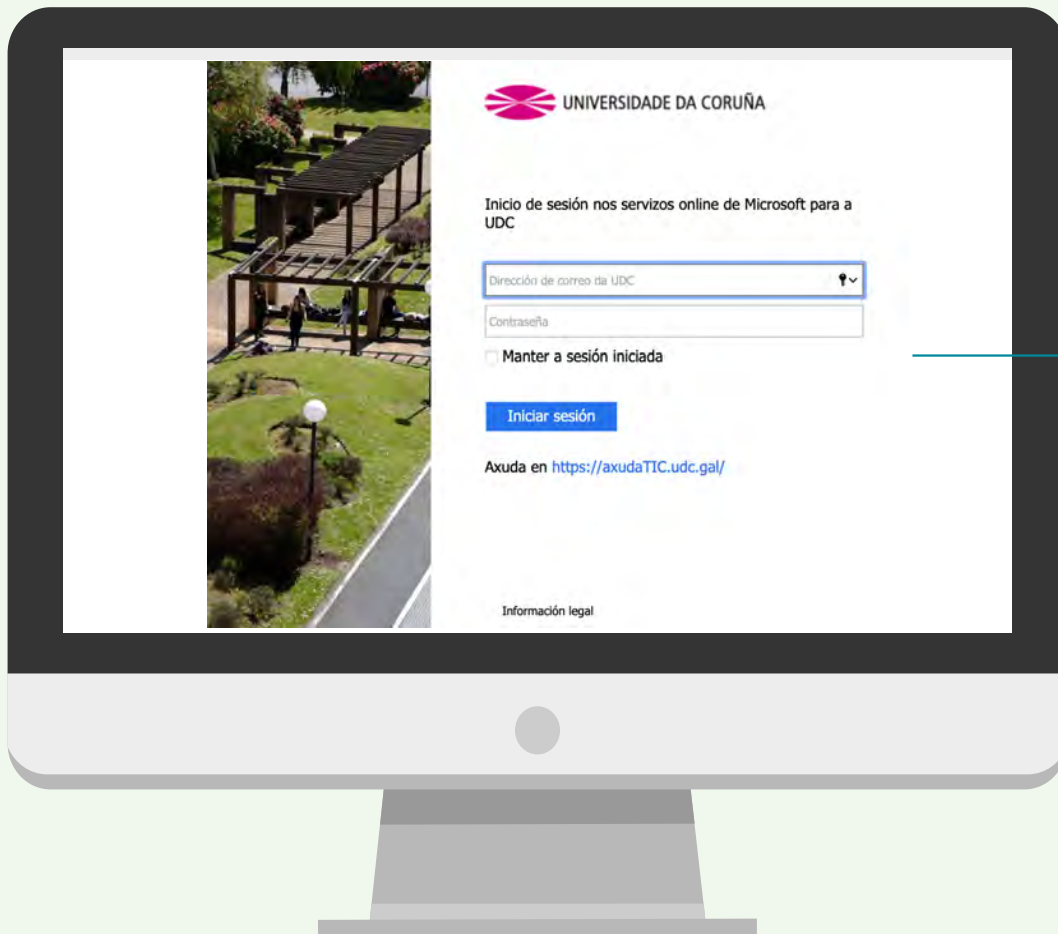 UNIVERSIDADE DA CORUÑA
Inicio de sesión nos servizos online de Microsoft para a
UDC
Dirección de correo da UDC
Contraseña
Manter a sesión iniciada
Iniciar sesión
Axuda en https://axudaTIC.udc.gal/
Información legal